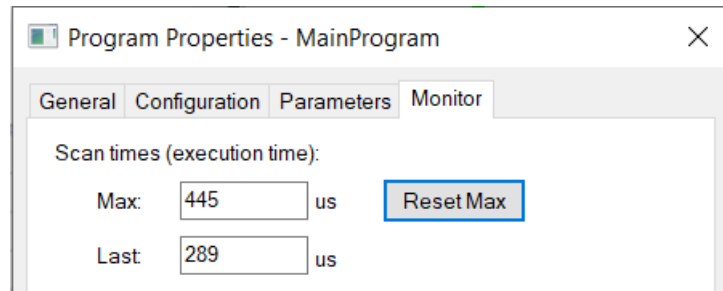 Program Properties - MainProgram
General Configuration Parameters Monitor
Scan times (execution time):
Max: 445 us Reset Max
Last: 289 us